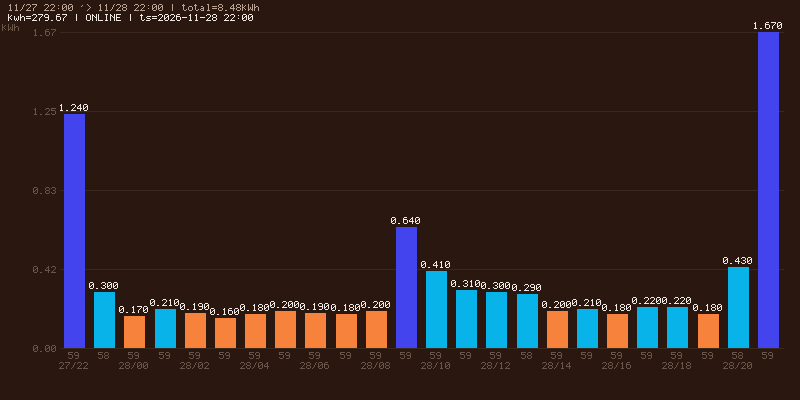 11/27 22:00 -> 11/28 22:00 | total=8.48kWh
Kwh=279.67 | ONLINE | ts=2026-11-28 22:00
kWh
1.670
1.67
1.25
1.240
0.83
0.640
0.42
0.430
0.410
0.300 0.310 0.300 0.290
0.170 0.210 0.190 0.160 0.180 0.200 0.190 0.180 0.200 0.200 0.210 0.180 0.220 0.220 0.180
0.00
59 58 59 59 59 59 59 59 59 59 59 59 59 59 59 58 59 59 59 59 59 59 58 59
27/22 28/00 28/02 28/04 28/06 28/08 28/10 28/12 28/14 28/16 28/18 28/20